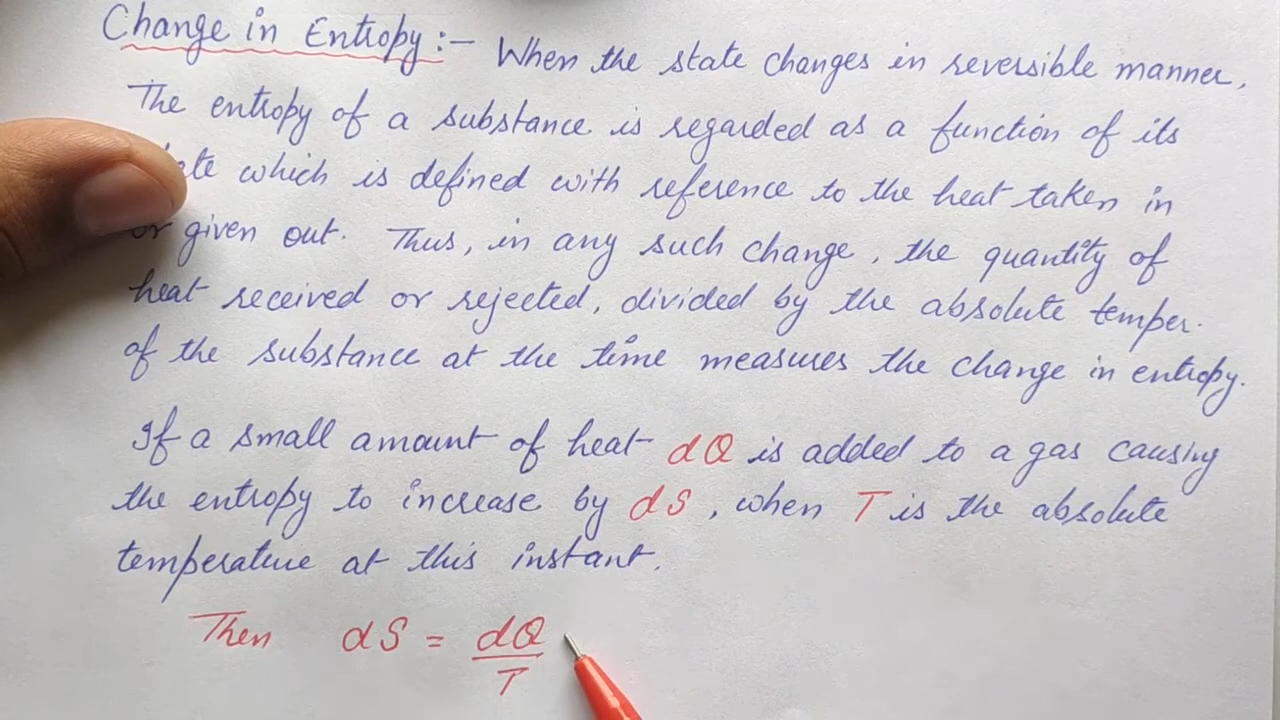 Change in Entropy :- When the state changes in reversible manner,
The entropy of a substance is regarded as a function of its
which is defined with reference to the heat taken in
or given out. Thus, in any such change, the quantity of
heat received or rejected, divided by the absolute temper.
of the substance at the time measures the change in entropy.
If a small amount of heat dQ is added to a gas causing
the entropy to increase by dS, when T is the absolute
temperature at this instant.
Then dS = dQ/T